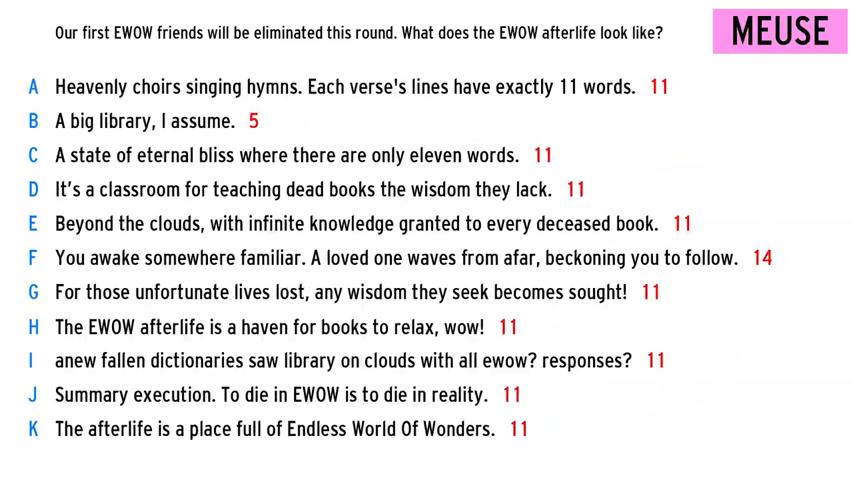 Our first EWOW friends will be eliminated this round. What does the EWOW afterlife look like?
MEUSE
A Heavenly choirs singing hymns. Each verse's lines have exactly 11 words. 11
B A big library, I assume. 5
C A state of eternal bliss where there are only eleven words. 11
D It’s a classroom for teaching dead books the wisdom they lack. 11
E Beyond the clouds, with infinite knowledge granted to every deceased book. 11
F You awake somewhere familiar. A loved one waves from afar, beckoning you to follow. 14
G For those unfortunate lives lost, any wisdom they seek becomes sought! 11
H The EWOW afterlife is a haven for books to relax, wow! 11
I anew fallen dictionaries saw library on clouds with all ewow? responses? 11
J Summary execution. To die in EWOW is to die in reality. 11
K The afterlife is a place full of Endless World Of Wonders. 11